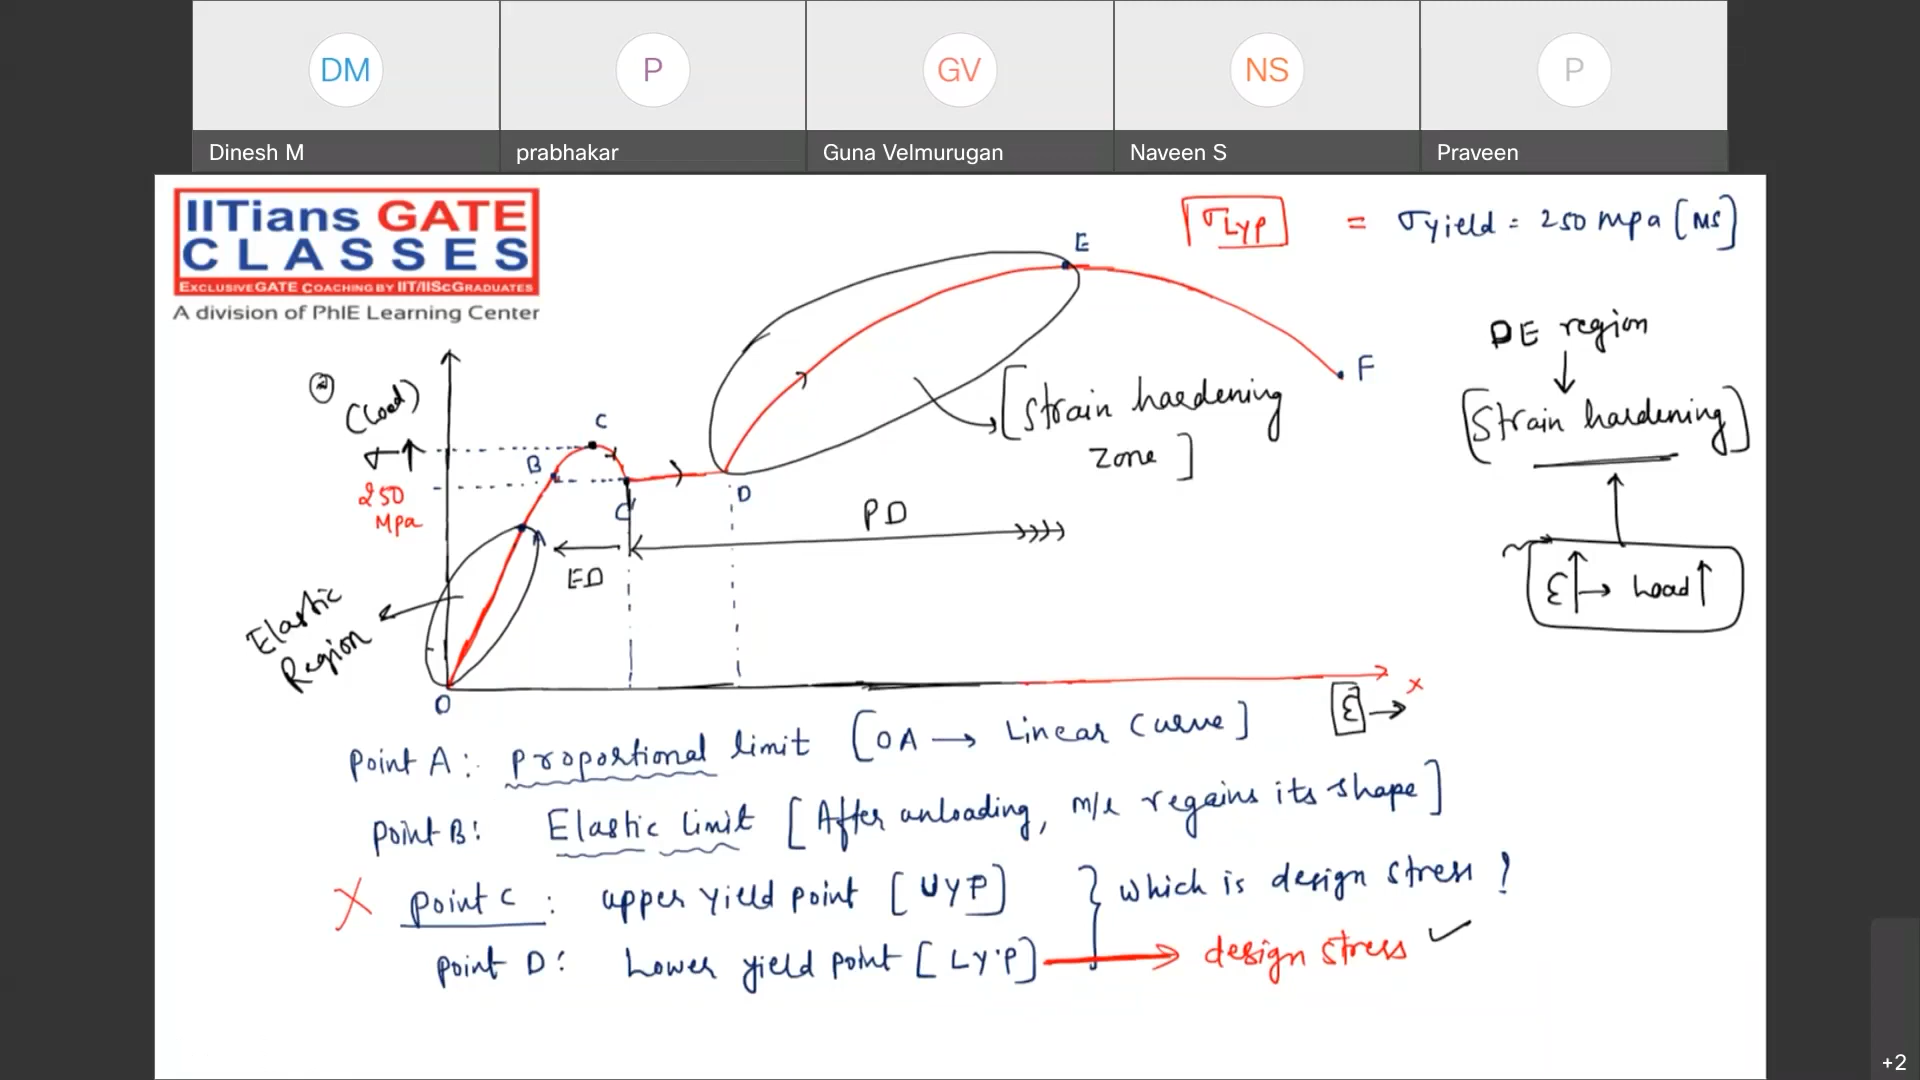 DM
P
GV
NS
P
Dinesh M
prabhakar
Guna Velmurugan
Naveen S
Praveen
IITians GATE
CLASSES
EXCLUSIVE GATE COACHING BY IIT/IISc GRADUATES
A division of PhIE Learning Center
σLYP = σyield = 250 mpa [MS]
E
DE region
F
(Load)
σ↑
C
[Strain hardening
zone]
[Strain hardening]
B
250
Mpa
C'
D
PD
A
ED
ε↑→ Load↑
Elastic
Region
O
ε →
x
Point A: proportional limit [OA → Linear Curve]
Point B: Elastic limit [After unloading, m/l regains its shape]
X Point C: upper yield point [UYP] } which is design stress?
Point D: Lower yield point [LY.P] → design stress ✓
+2